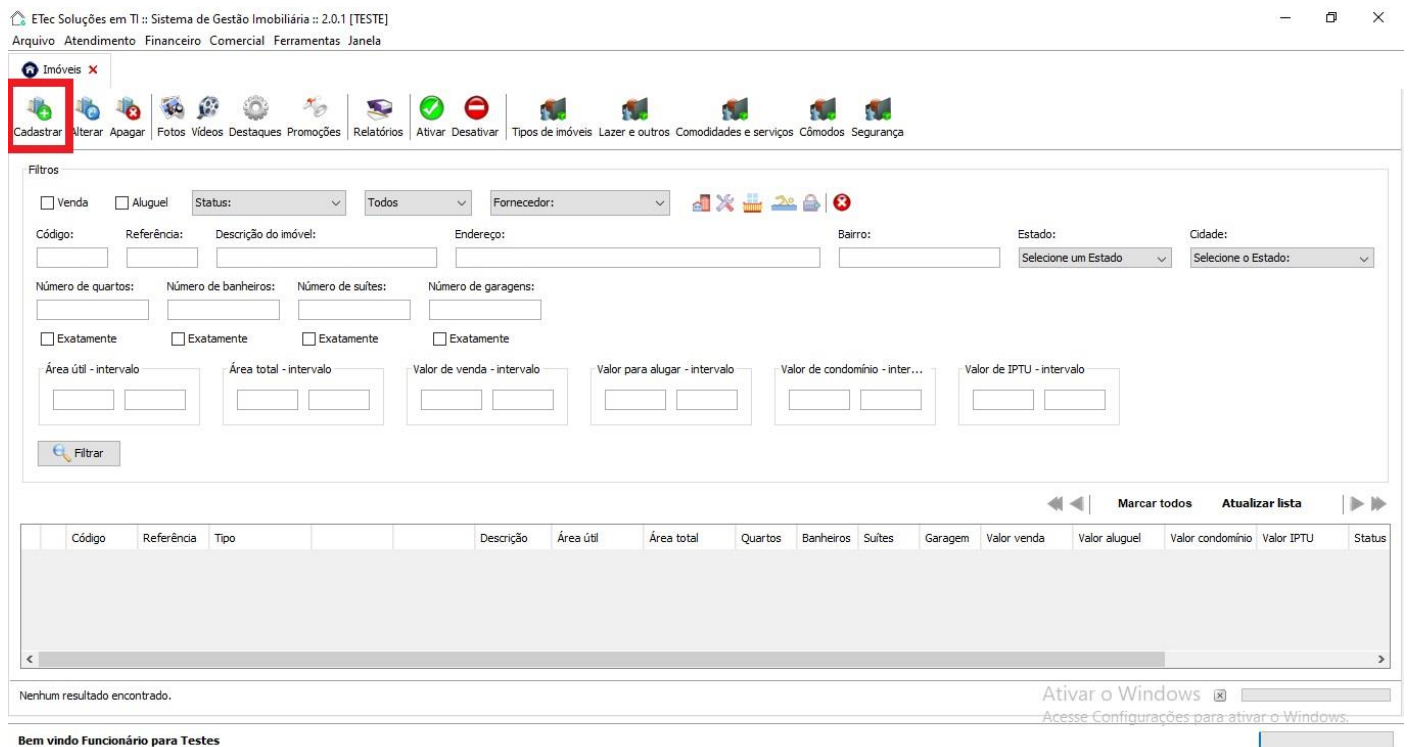 ETec Soluções em TI :: Sistema de Gestão Imobiliária :: 2.0.1 [TESTE]
Arquivo Atendimento Financeiro Comercial Ferramentas Janela
Imóveis
Cadastrar Alterar Apagar Fotos Vídeos Destaques Promoções Relatórios Ativar Desativar Tipos de imóveis Lazer e outros Comodidades e serviços Cômodos Segurança
Filtros
Venda Aluguel Status: Todos Fornecedor:
Código: Referência: Descrição do imóvel: Endereço: Bairro: Estado: Cidade:
Selecione um Estado Selecione o Estado:
Número de quartos: Número de banheiros: Número de suítes: Número de garagens:
Exatamente Exatamente Exatamente Exatamente
Área útil - intervalo Área total - intervalo Valor de venda - intervalo Valor para alugar - intervalo Valor de condomínio - inter... Valor de IPTU - intervalo
Filtrar
Marcar todos Atualizar lista
Código Referência Tipo Descrição Área útil Área total Quartos Banheiros Suítes Garagem Valor venda Valor aluguel Valor condomínio Valor IPTU Status
Nenhum resultado encontrado.
Ativar o Windows
Acesse Configurações para ativar o Windows.
Bem vindo Funcionário para Testes